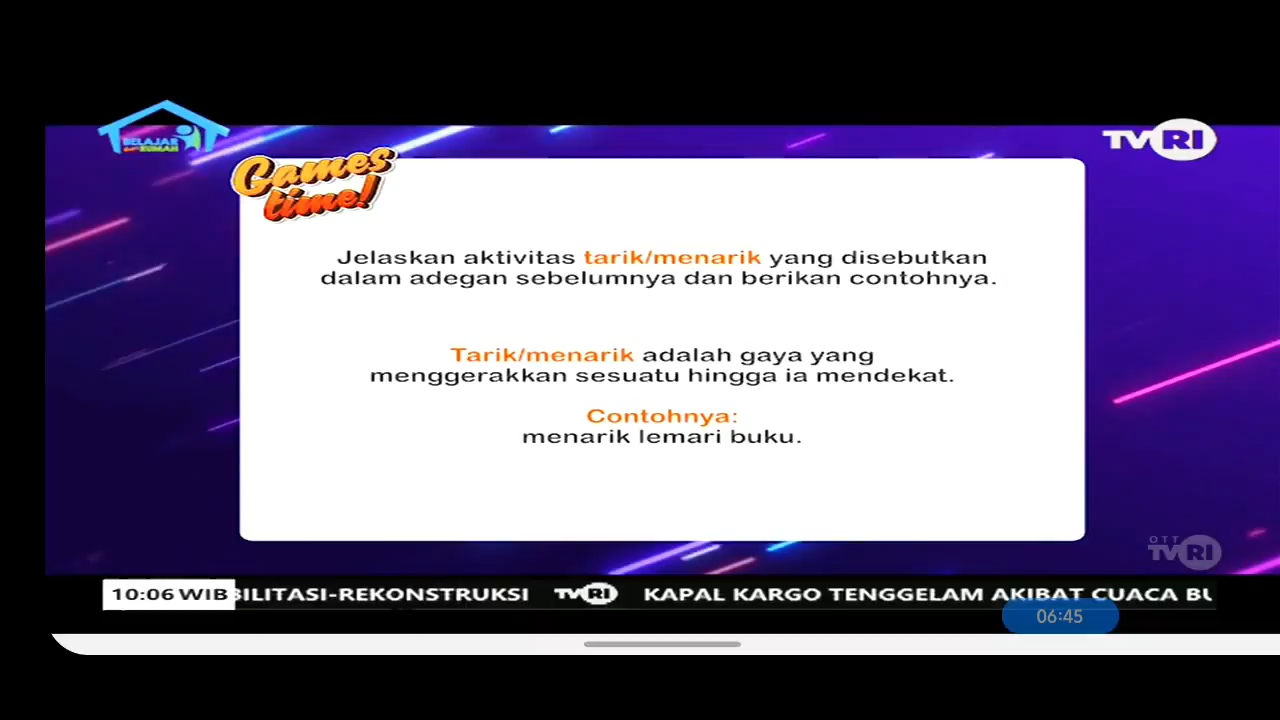 BELAJAR
RUMAH
TVRI
Games
time!
Jelaskan aktivitas tarik/menarik yang disebutkan
dalam adegan sebelumnya dan berikan contohnya.
Tarik/menarik adalah gaya yang
menggerakkan sesuatu hingga ia mendekat.
Contohnya:
menarik lemari buku.
OTT
TVRI
10:06 WIB BILITASI-REKONSTRUKSI TVRI KAPAL KARGO TENGGELAM AKIBAT CUACA BU
06:45